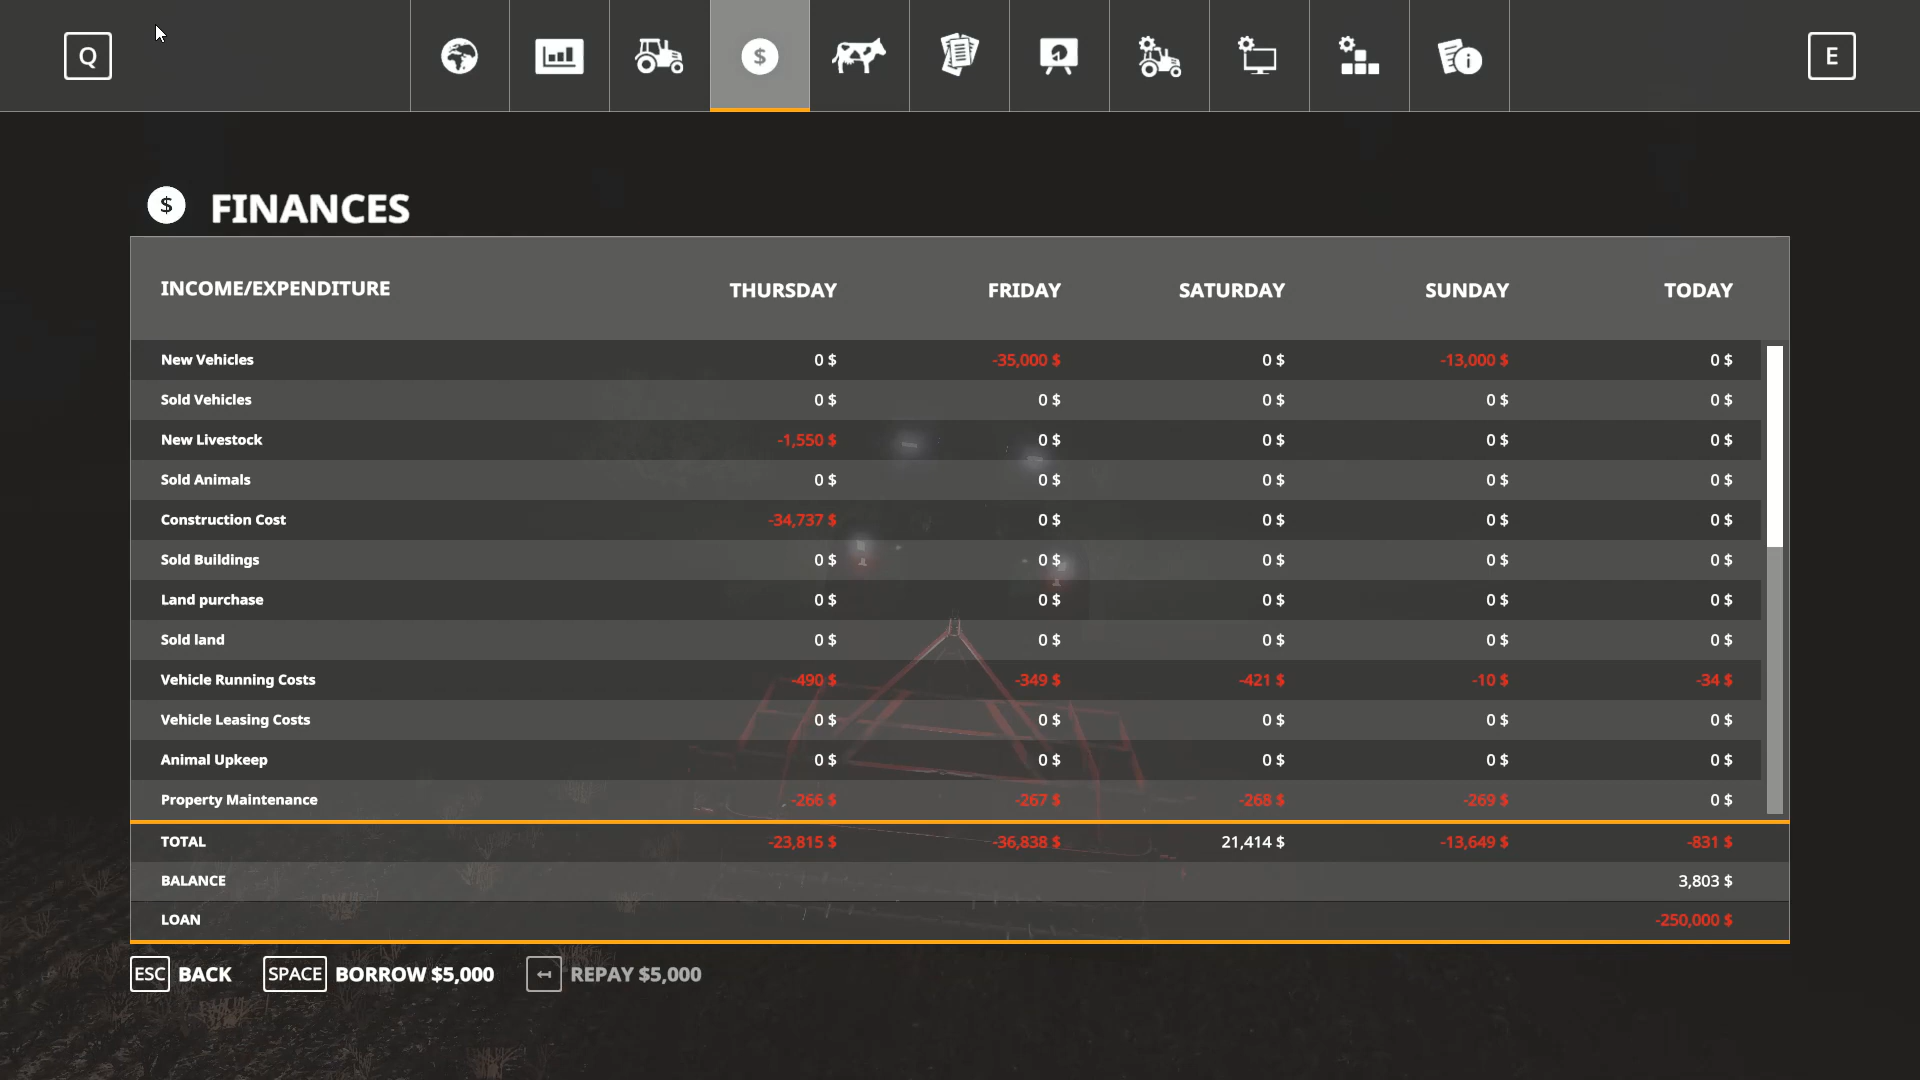 Q
E
$
$ FINANCES
INCOME/EXPENDITURE THURSDAY FRIDAY SATURDAY SUNDAY TODAY
New Vehicles 0 $ -35,000 $ 0 $ -13,000 $ 0 $
Sold Vehicles 0 $ 0 $ 0 $ 0 $ 0 $
New Livestock -1,550 $ 0 $ 0 $ 0 $ 0 $
Sold Animals 0 $ 0 $ 0 $ 0 $ 0 $
Construction Cost -34,737 $ 0 $ 0 $ 0 $ 0 $
Sold Buildings 0 $ 0 $ 0 $ 0 $ 0 $
Land purchase 0 $ 0 $ 0 $ 0 $ 0 $
Sold land 0 $ 0 $ 0 $ 0 $ 0 $
Vehicle Running Costs -490 $ -349 $ -421 $ -10 $ -34 $
Vehicle Leasing Costs 0 $ 0 $ 0 $ 0 $ 0 $
Animal Upkeep 0 $ 0 $ 0 $ 0 $ 0 $
Property Maintenance -266 $ -267 $ -268 $ -269 $ 0 $
TOTAL -23,815 $ -36,838 $ 21,414 $ -13,649 $ -831 $
BALANCE 3,803 $
LOAN -250,000 $
ESC BACK SPACE BORROW $5,000 REPAY $5,000